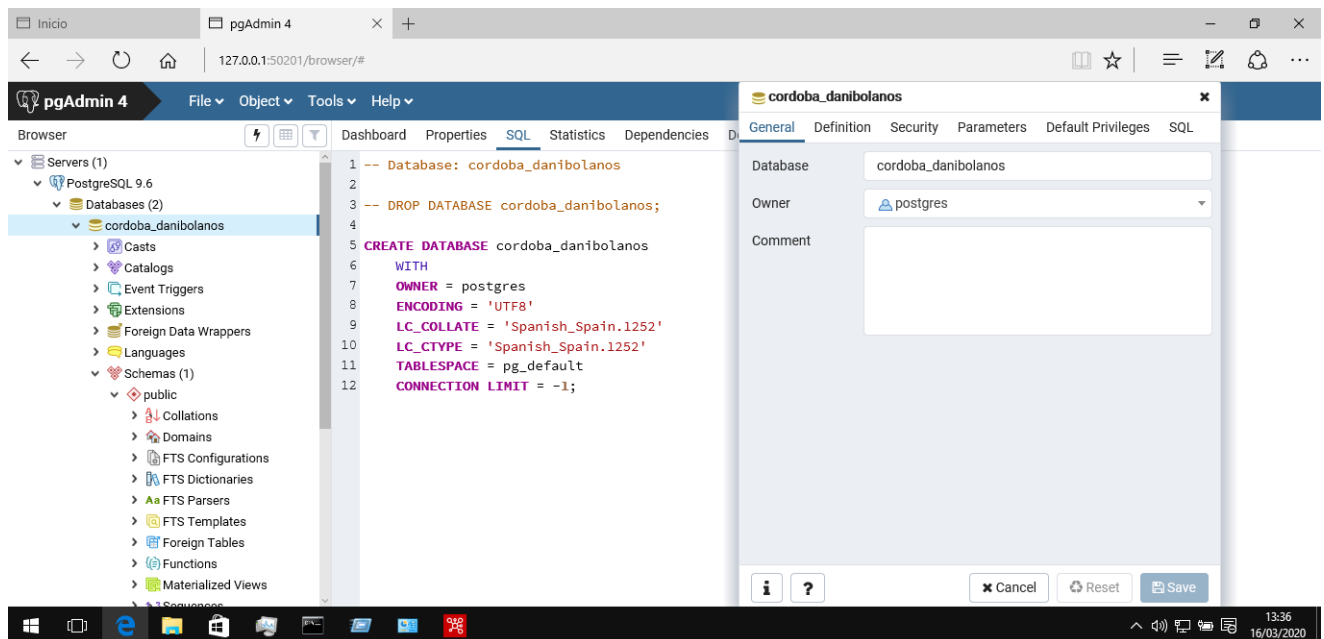 Inicio
pgAdmin 4
127.0.0.1:50201/browser/#
pgAdmin 4
File
Object
Tools
Help
Browser
Servers (1)
PostgreSQL 9.6
Databases (2)
cordoba_danibolanos
Casts
Catalogs
Event Triggers
Extensions
Foreign Data Wrappers
Languages
Schemas (1)
public
Collations
Domains
FTS Configurations
FTS Dictionaries
Aa FTS Parsers
FTS Templates
Foreign Tables
Functions
Materialized Views
Dashboard
Properties
SQL
Statistics
Dependencies
1 -- Database: cordoba_danibolanos
2
3 -- DROP DATABASE cordoba_danibolanos;
4
5 CREATE DATABASE cordoba_danibolanos
6 WITH
7 OWNER = postgres
8 ENCODING = 'UTF8'
9 LC_COLLATE = 'Spanish_Spain.1252'
10 LC_CTYPE = 'Spanish_Spain.1252'
11 TABLESPACE = pg_default
12 CONNECTION LIMIT = -1;
cordoba_danibolanos
General
Definition
Security
Parameters
Default Privileges
SQL
Database
cordoba_danibolanos
Owner
postgres
Comment
Cancel
Reset
Save
13:36
16/03/2020